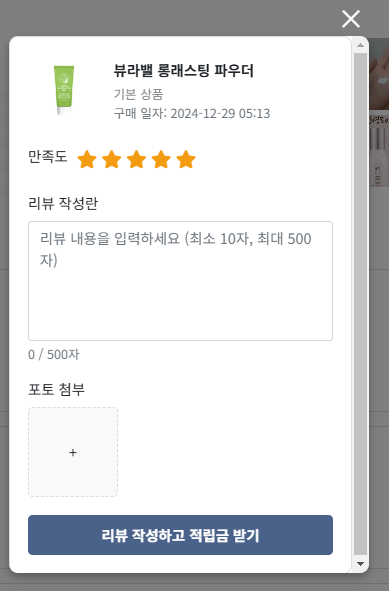 뷰라밸 롱래스팅 파우더
기본 상품
구매 일자: 2024-12-29 05:13
만족도
리뷰 작성란
리뷰 내용을 입력하세요 (최소 10자, 최대 500
자)
0 / 500자
포토 첨부
+
리뷰 작성하고 적립금 받기